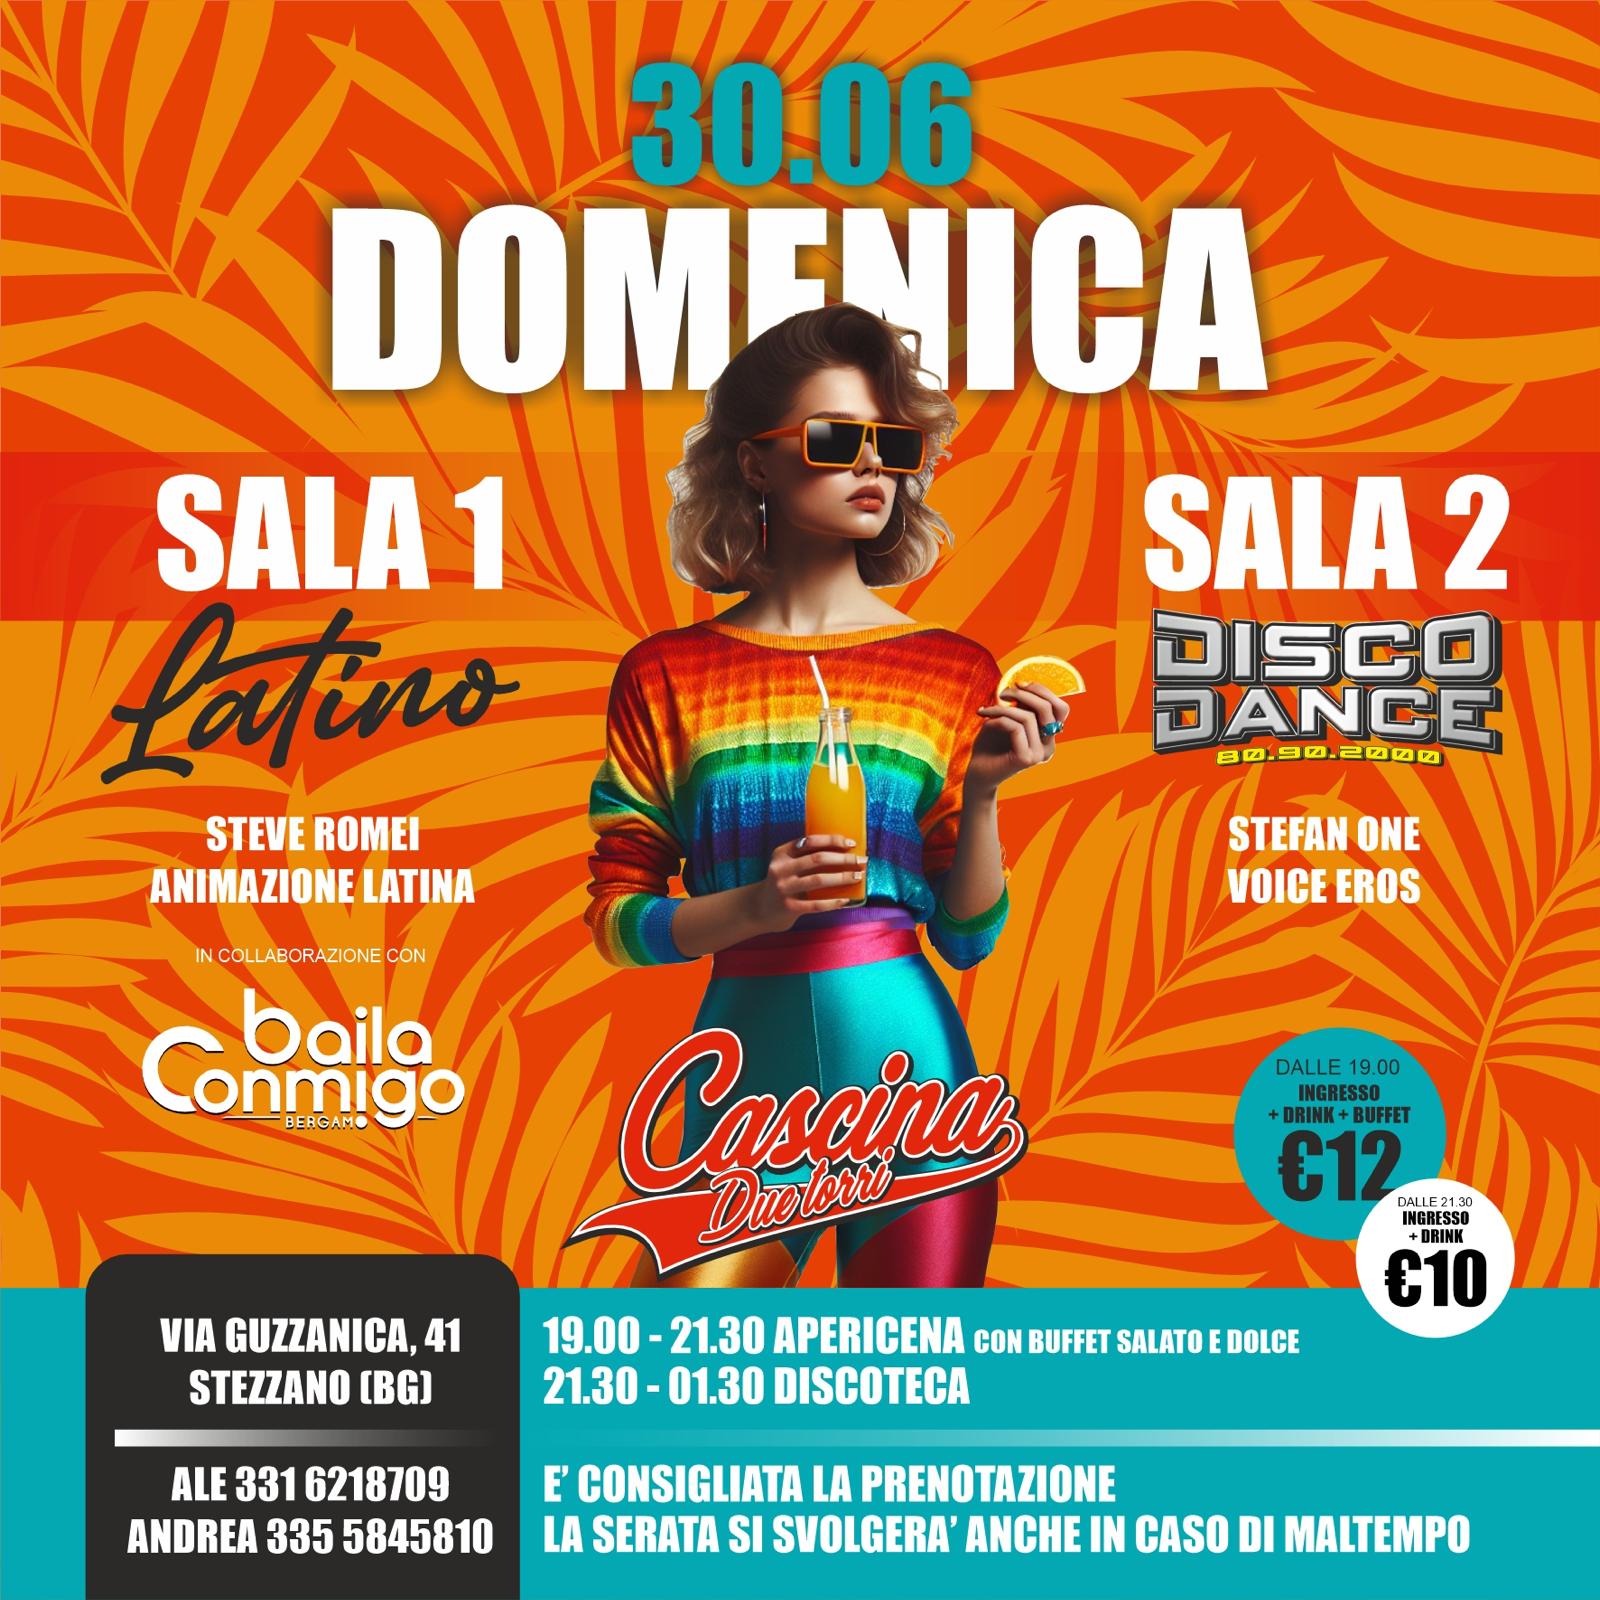 30.06
DOMENICA
SALA 1
Latino
STEVE ROMEI
ANIMAZIONE LATINA
IN COLLABORAZIONE CON
baila
Conmigo
BERGAMO
SALA 2
DISCO
DANCE
80.90.2000
STEFAN ONE
VOICE EROS
Cascina
Due torri
DALLE 19.00
INGRESSO
+ DRINK + BUFFET
€12
DALLE 21.30
INGRESSO
+ DRINK
€10
VIA GUZZANICA, 41
STEZZANO (BG)
ALE 331 6218709
ANDREA 335 5845810
19.00 - 21.30 APERICENA CON BUFFET SALATO E DOLCE
21.30 - 01.30 DISCOTECA
E' CONSIGLIATA LA PRENOTAZIONE
LA SERATA SI SVOLGERA' ANCHE IN CASO DI MALTEMPO